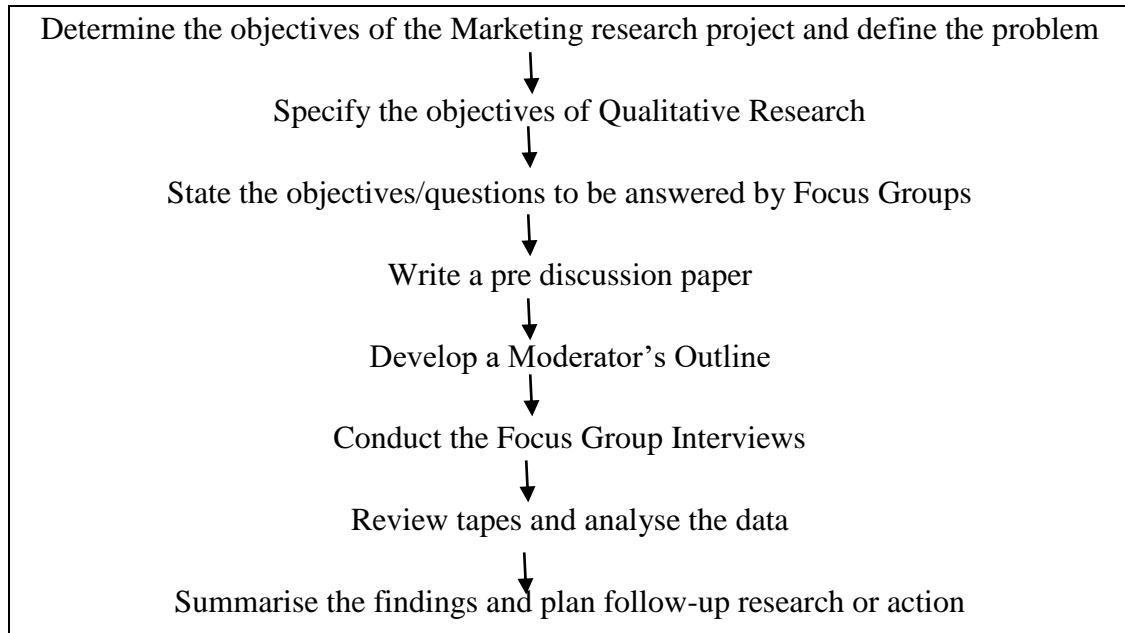 Determine the objectives of the Marketing research project and define the problem
Specify the objectives of Qualitative Research
State the objectives/questions to be answered by Focus Groups
Write a pre discussion paper
Develop a Moderator’s Outline
Conduct the Focus Group Interviews
Review tapes and analyse the data
Summarise the findings and plan follow-up research or action